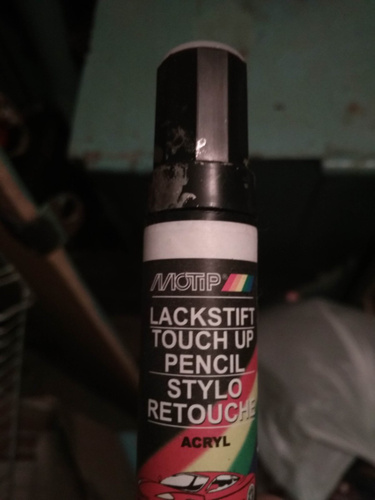 MOTIP
LACKSTIFT
TOUCH UP
PENCIL
STYLO
RETOUCHE
ACRYL